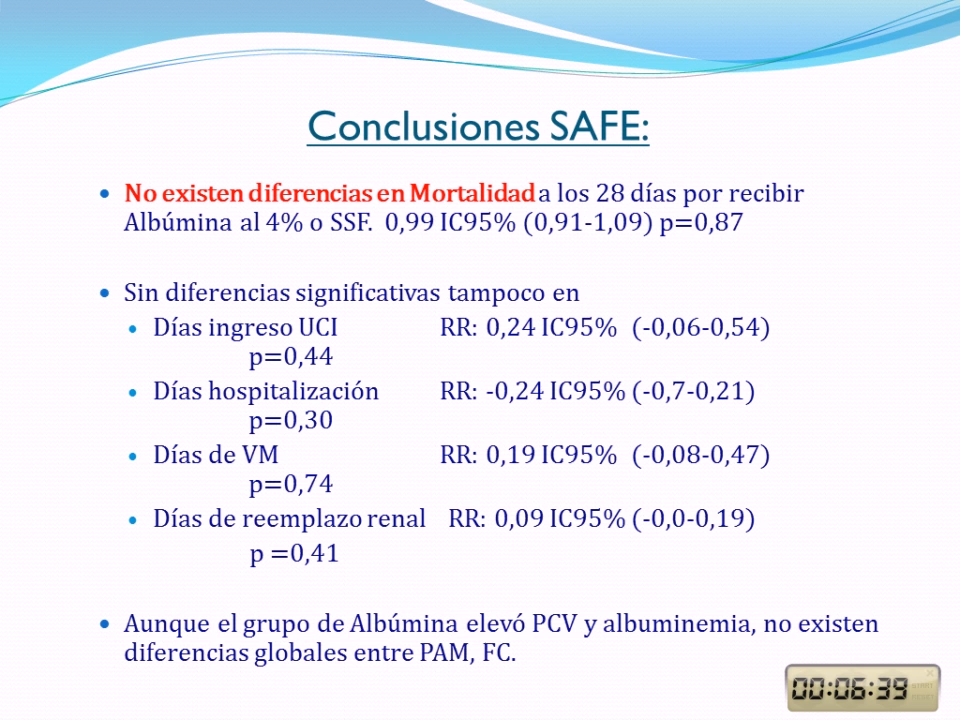 Conclusiones SAFE:
No existen diferencias en Mortalidad a los 28 días por recibir
Albúmina al 4% o SSF. 0,99 IC95% (0,91-1,09) p=0,87
Sin diferencias significativas tampoco en
Días ingreso UCI RR: 0,24 IC95% (-0,06-0,54)
p=0,44
Días hospitalización RR: -0,24 IC95% (-0,7-0,21)
p=0,30
Días de VM RR: 0,19 IC95% (-0,08-0,47)
p=0,74
Días de reemplazo renal RR: 0,09 IC95% (-0,0-0,19)
p =0,41
Aunque el grupo de Albúmina elevó PCV y albuminemia, no existen
diferencias globales entre PAM, FC.
00:06:39